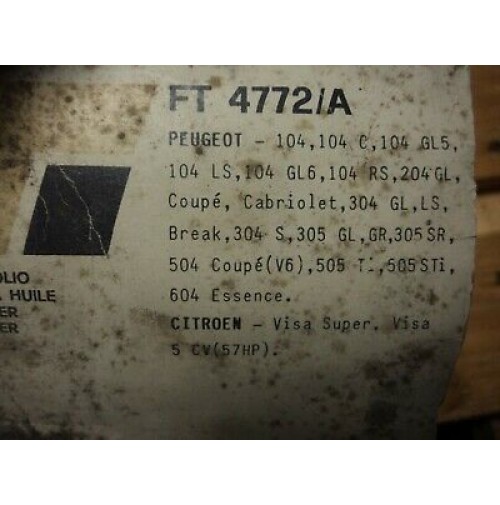 FT 4772/A
PEUGEOT - 104,104 C,104 GL5,
104 LS,104 GL6,104 RS,204 GL,
Coupé, Cabriolet,304 GL,LS,
Break,304 S,305 GL,GR,305 SR,
504 Coupé(V6),505 TI,505 STi,
604 Essence.
CITROEN - Visa Super, Visa
5 CV(57HP).
OLIO
HUILE
ER
ER